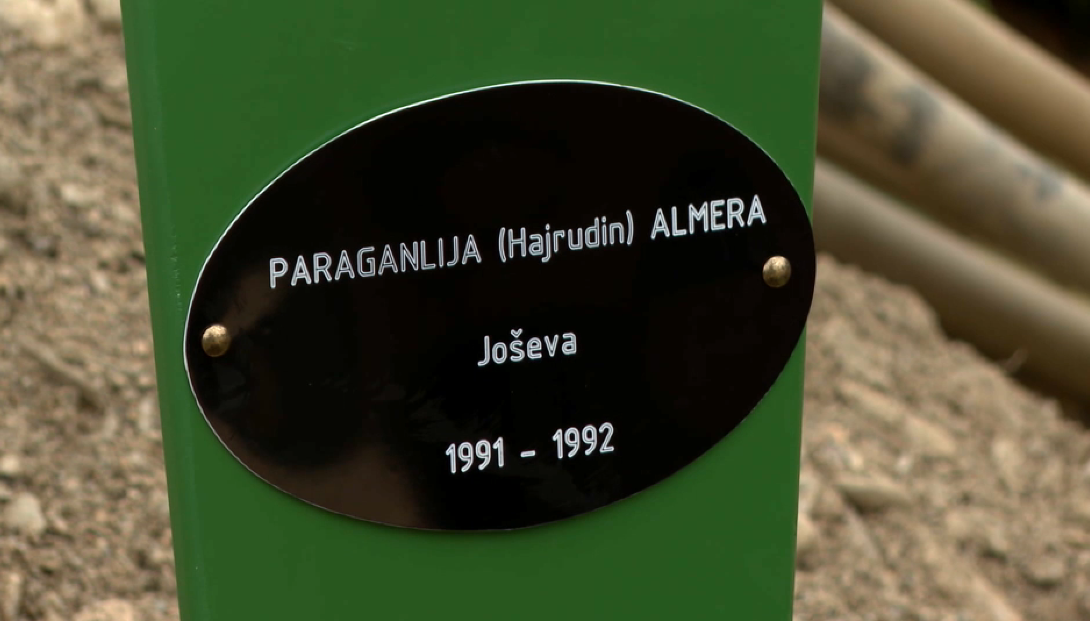 PARAGANLIJA (Hajrudin) ALMERA
Joševa
1991 - 1992